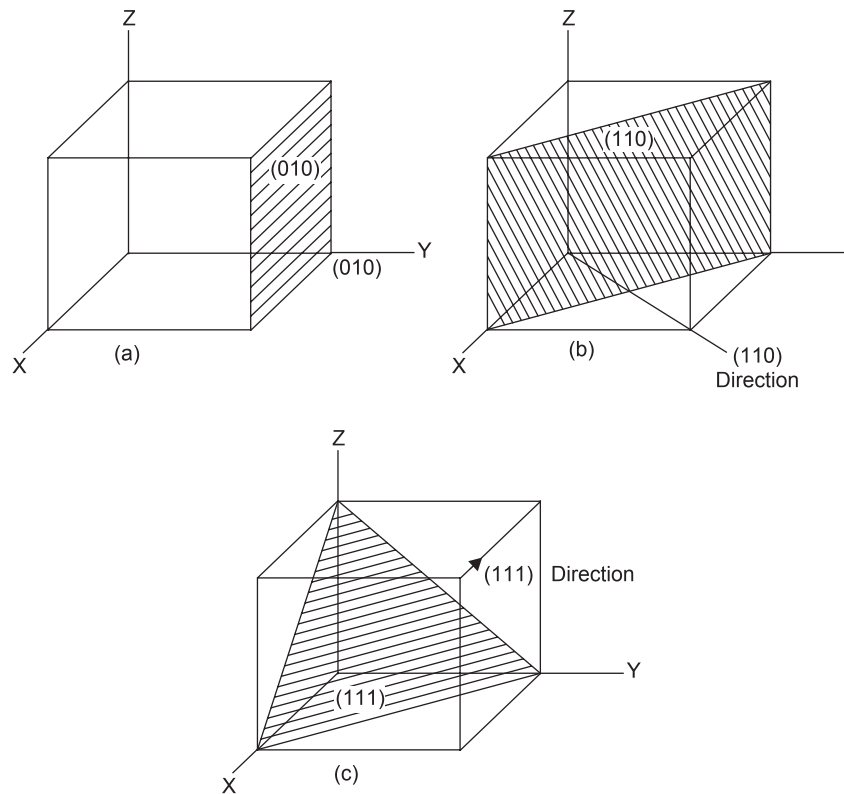 Z
(010)
Y
(010)
X
(a)
Z
(110)
X
(b)
(110)
Direction
Z
(111) Direction
Y
(111)
X
(c)